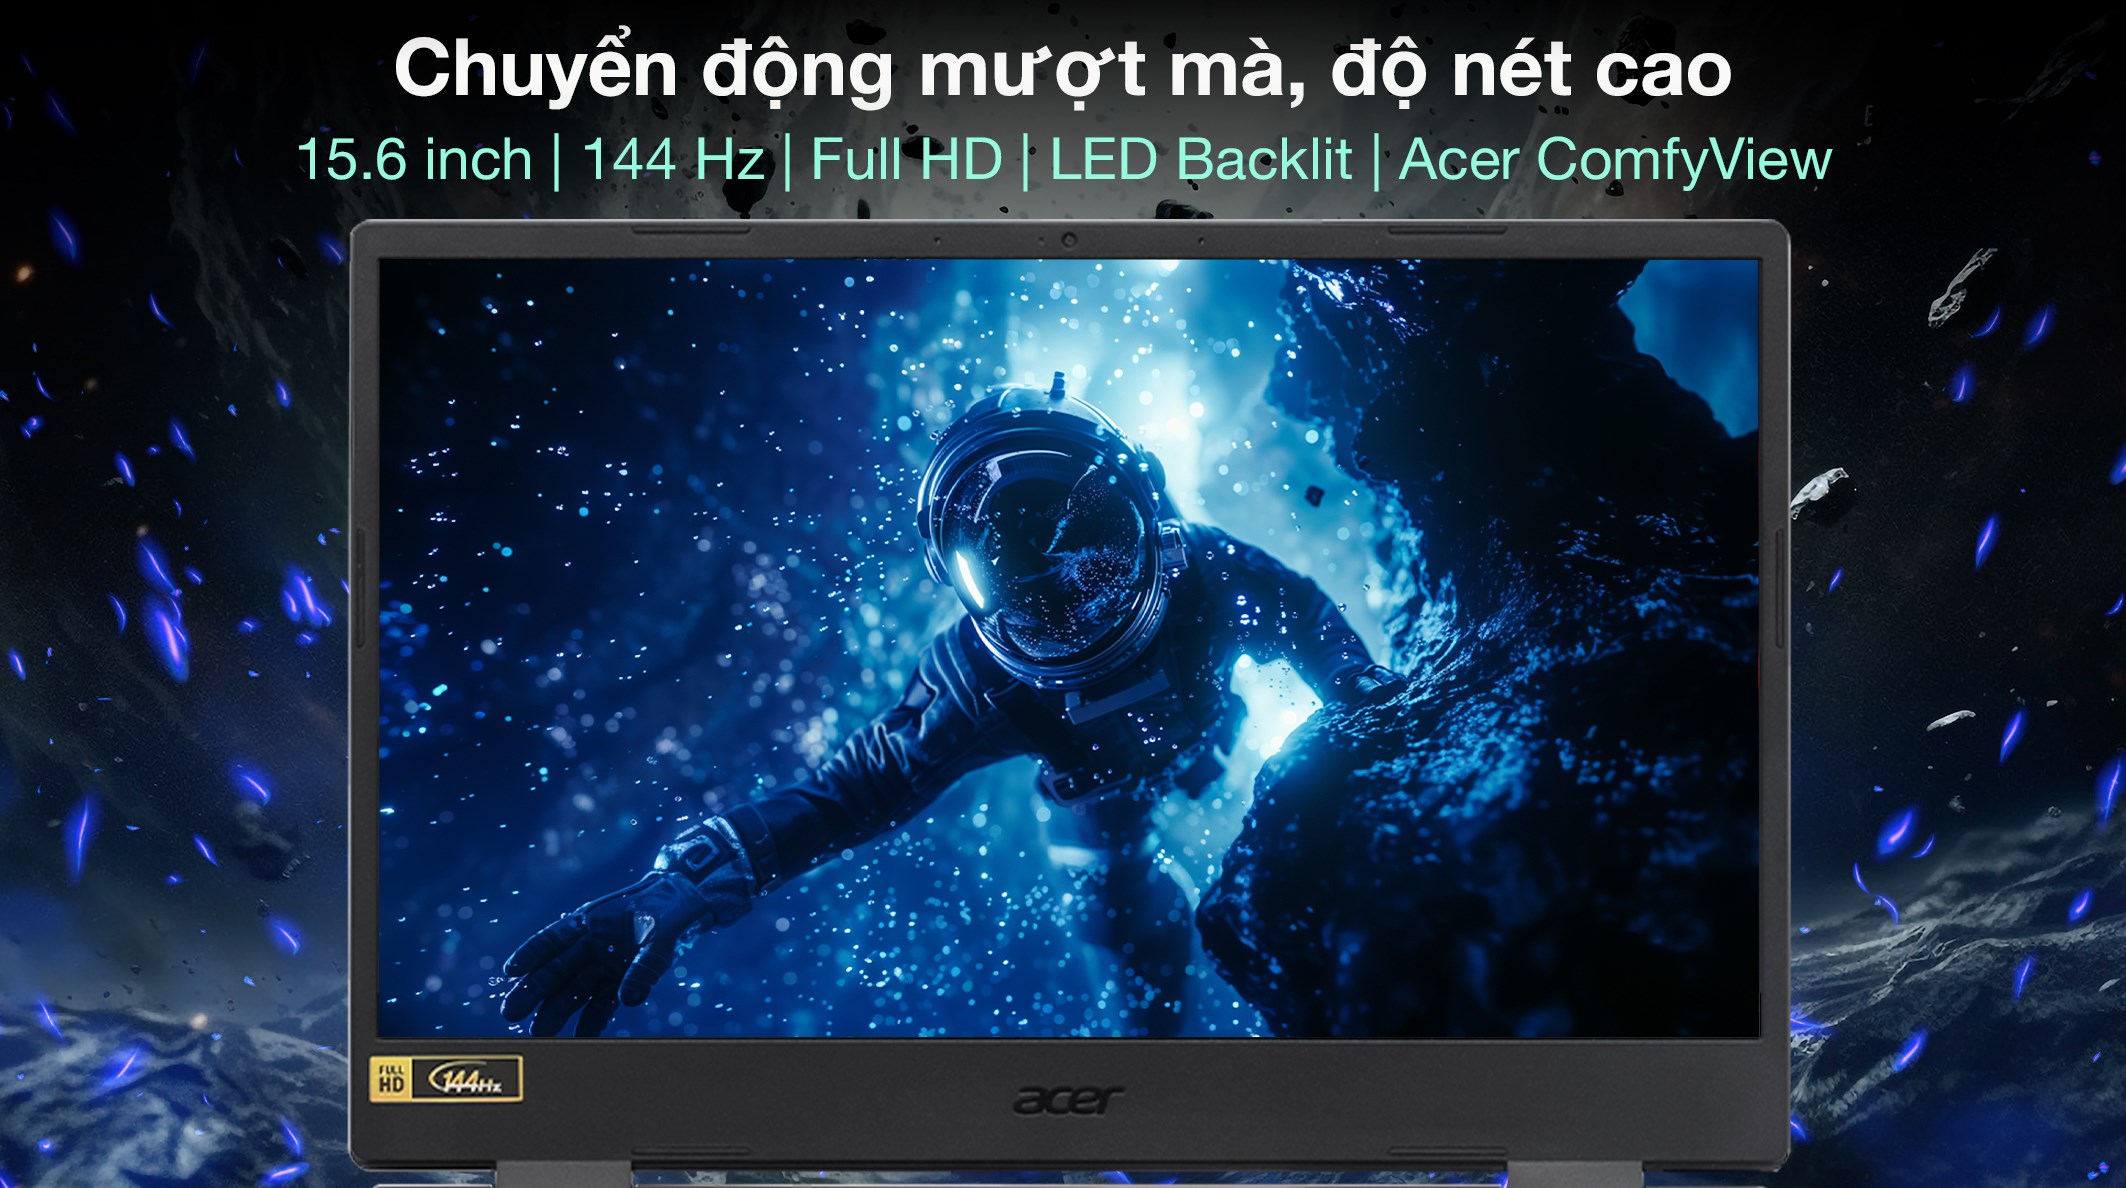 Chuyển động mượt mà, độ nét cao
15.6 inch | 144 Hz | Full HD | LED Backlit | Acer ComfyView
FULL HD 144Hz
acer